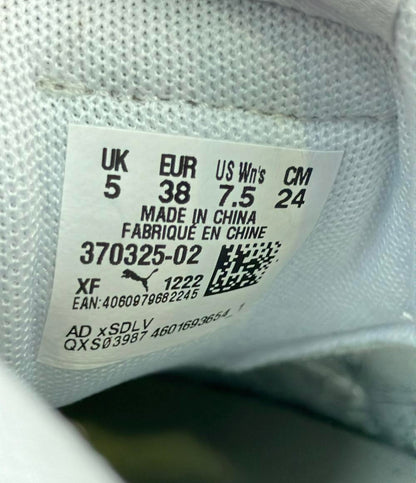 UK EUR US Wn's CM
5 38 7.5 24
MADE IN CHINA
FABRIQUÉ EN CHINE
370325-02
XF 1222
EAN:4060979682245
AD xSDLV
QXS03987 4601693654_1